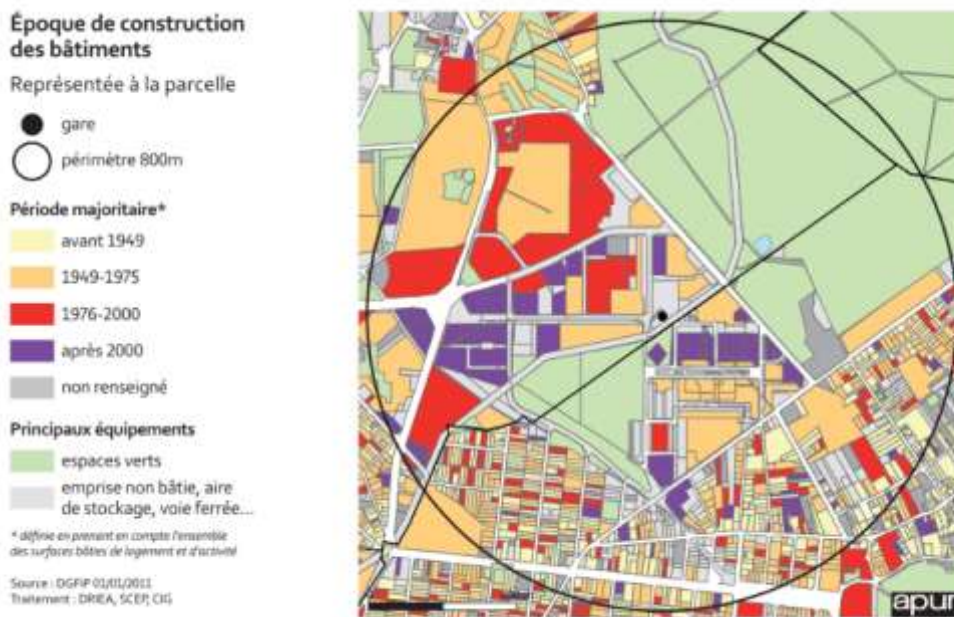 Époque de construction
des bâtiments
Représentée à la parcelle
gare
périmètre 800m
Période majoritaire*
avant 1949
1949-1975
1976-2000
après 2000
non renseigné
Principaux équipements
espaces verts
emprise non bâtie, aire
de stockage, voie ferrée...
* définie en prenant en compte l'ensemble
des surfaces bâties de logement et d'activité
Source : DGFiP 01/01/2011
Traitement : DRIEA, SCEP, CIG
apur